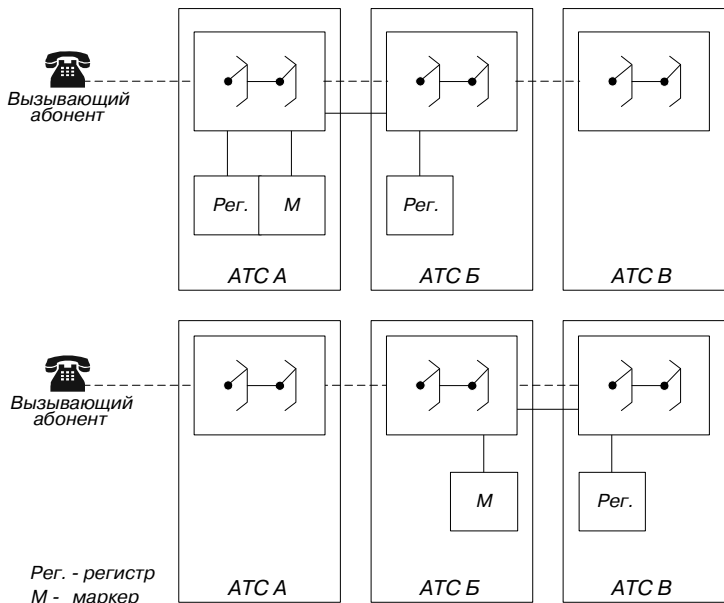 Вызывающий
абонент
Рег.
М
Рег.
АТС А
АТС Б
АТС В
Вызывающий
абонент
М
Рег.
Рег. - регистр
М - маркер
АТС А
АТС Б
АТС В